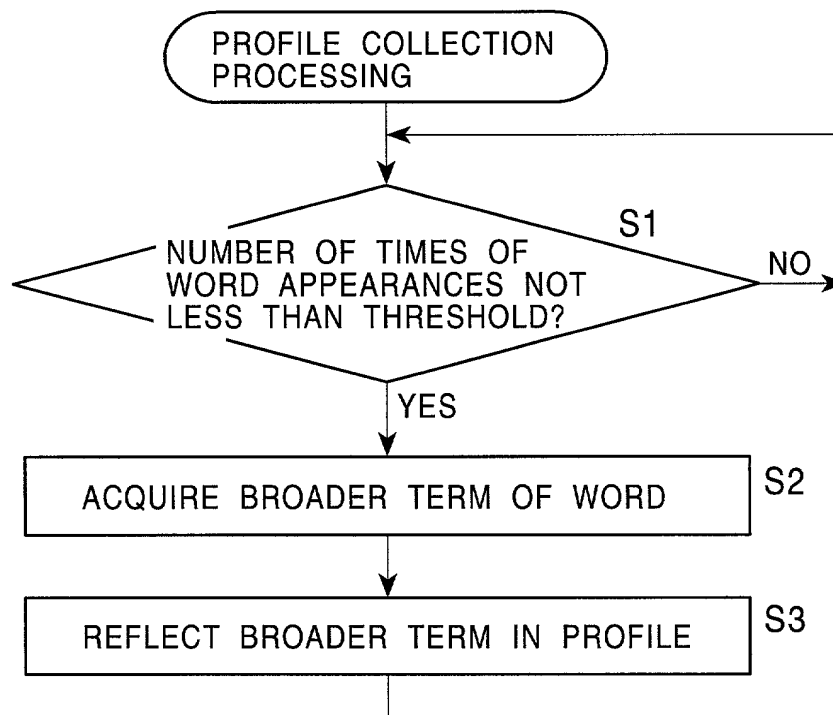 PROFILE COLLECTION
PROCESSING
S1
NUMBER OF TIMES OF
WORD APPEARANCES NOT
LESS THAN THRESHOLD?
NO
YES
ACQUIRE BROADER TERM OF WORD
S2
REFLECT BROADER TERM IN PROFILE
S3